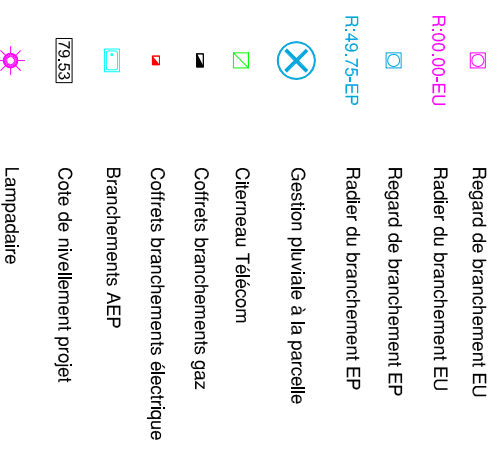 Regard de branchement EU
R:00.00-EU Radier du branchement EU
Regard de branchement EP
R:49.75-EP Radier du branchement EP
Gestion pluviale à la parcelle
Citerneau Télécom
Coffrets branchements gaz
Coffrets branchements électrique
Branchements AEP
79.53 Cote de nivellement projet
Lampadaire